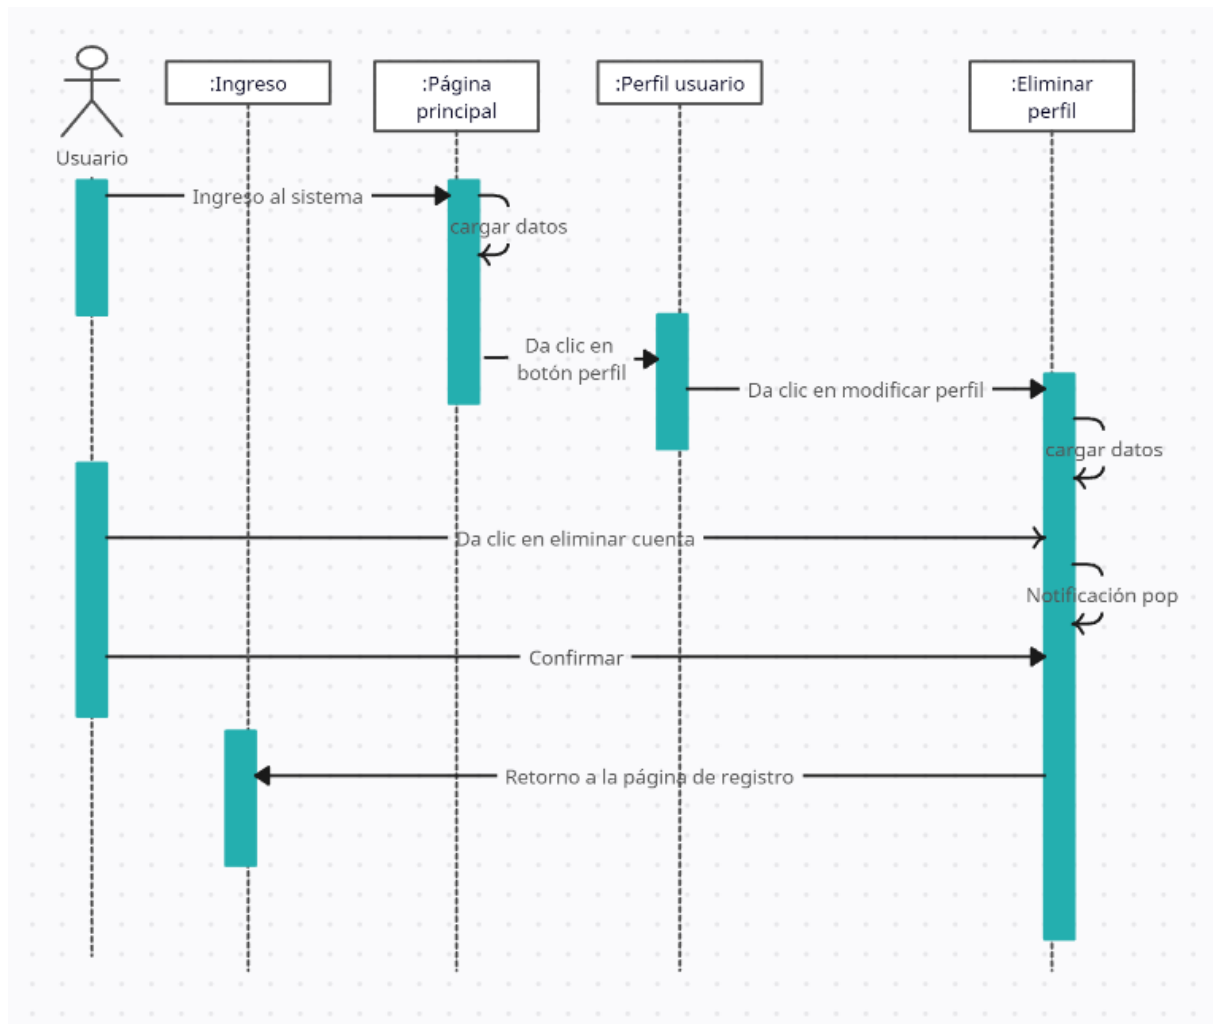 :Ingreso
:Página
principal
:Perfil usuario
:Eliminar
perfil
Usuario
Ingreso al sistema
cargar datos
Da clic en
botón perfil
Da clic en modificar perfil
cargar datos
Da clic en eliminar cuenta
Notificación pop
Confirmar
Retorno a la página de registro